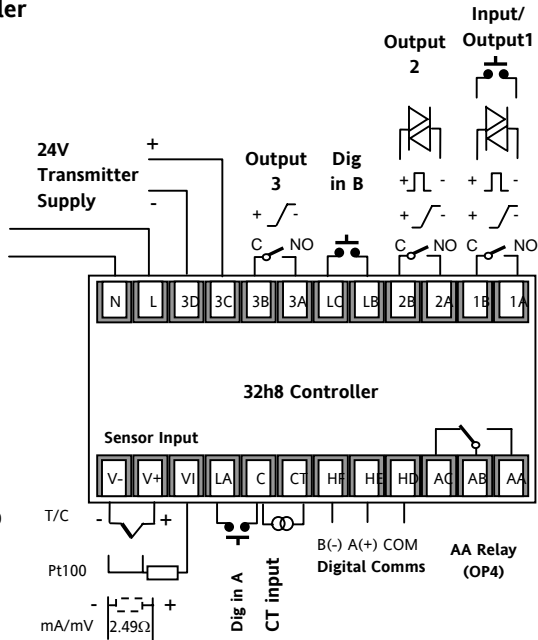 ller
Input/
Output1
Output
2
24V
Transmitter
Supply
+
-
Output
3
Dig
in B
+ -
+ -
+ -
+ -
+ -
C NO
C NO
C NO
N L 3D 3C 3B 3A LC LB 2B 2A 1B 1A
32h8 Controller
Sensor Input
V- V+ VI LA C CT HF HE HD AC AB AA
)
T/C - +
Pt100
- +
mA/mV 2.49Ω
Dig in A
CT input
B(-) A(+) COM
Digital Comms
AA Relay
(OP4)